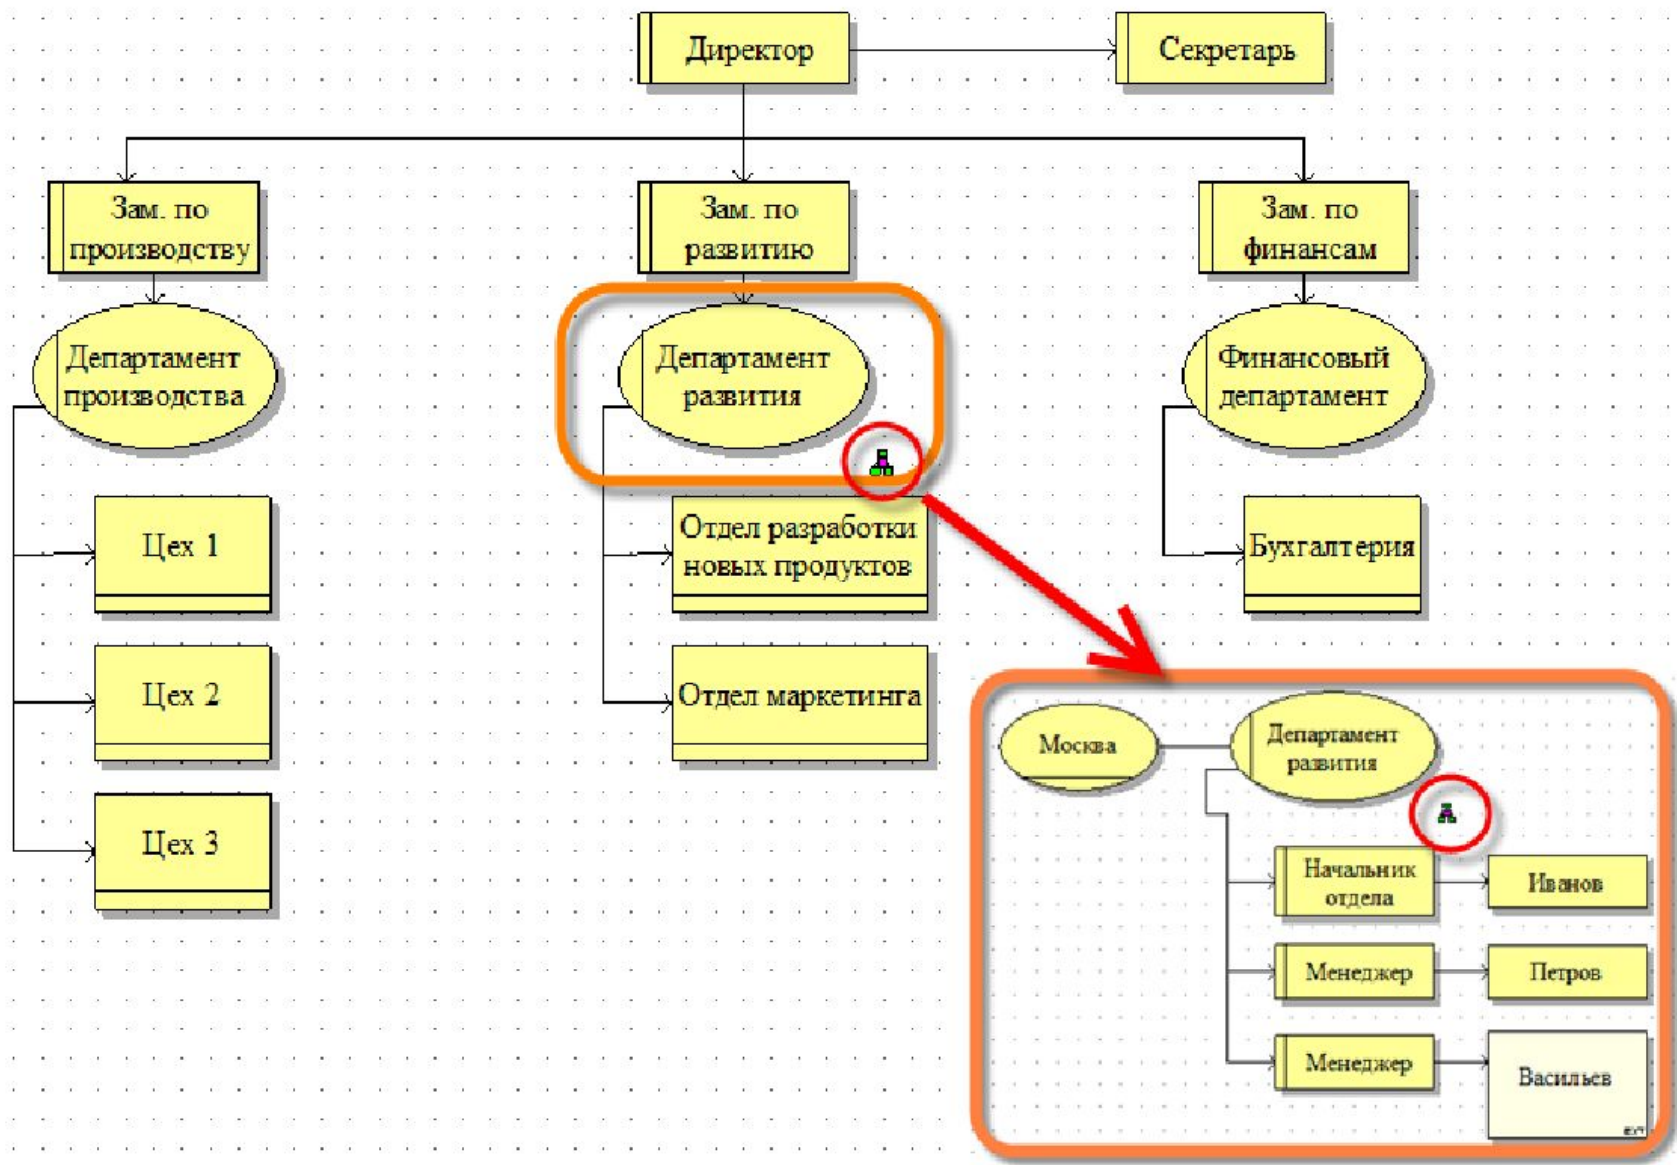 Директор
Секретарь
Зам. по
производству
Зам. по
развитию
Зам. по
финансам
Департамент
производства
Департамент
развития
Финансовый
департамент
Цех 1
Отдел разработки
новых продуктов
Бухгалтерия
Цех 2
Отдел маркетинга
Цех 3
Москва
Департамент
развития
Начальник
отдела
Иванов
Менеджер
Петров
Менеджер
Васильев